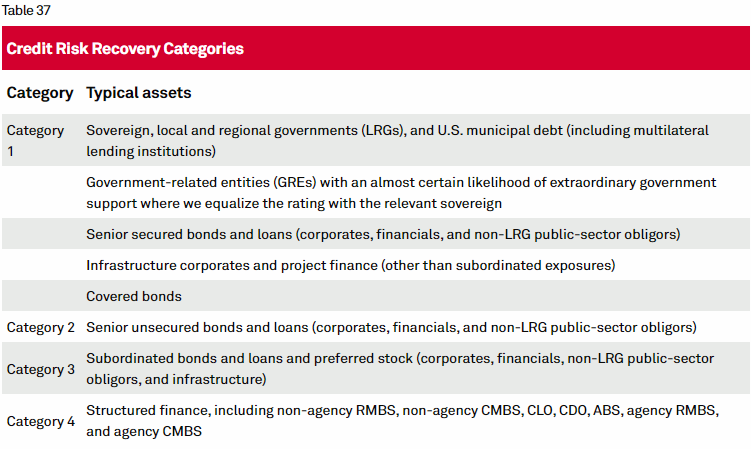 Table 37
Credit Risk Recovery Categories
Category Typical assets
Category
1
Sovereign, local and regional governments (LRGs), and U.S. municipal debt (including multilateral
lending institutions)
Government-related entities (GREs) with an almost certain likelihood of extraordinary government
support where we equalize the rating with the relevant sovereign
Senior secured bonds and loans (corporates, financials, and non-LRG public-sector obligors)
Infrastructure corporates and project finance (other than subordinated exposures)
Covered bonds
Category 2 Senior unsecured bonds and loans (corporates, financials, and non-LRG public-sector obligors)
Category 3
Subordinated bonds and loans and preferred stock (corporates, financials, non-LRG public-sector
obligors, and infrastructure)
Category 4
Structured finance, including non-agency RMBS, non-agency CMBS, CLO, CDO, ABS, agency RMBS,
and agency CMBS